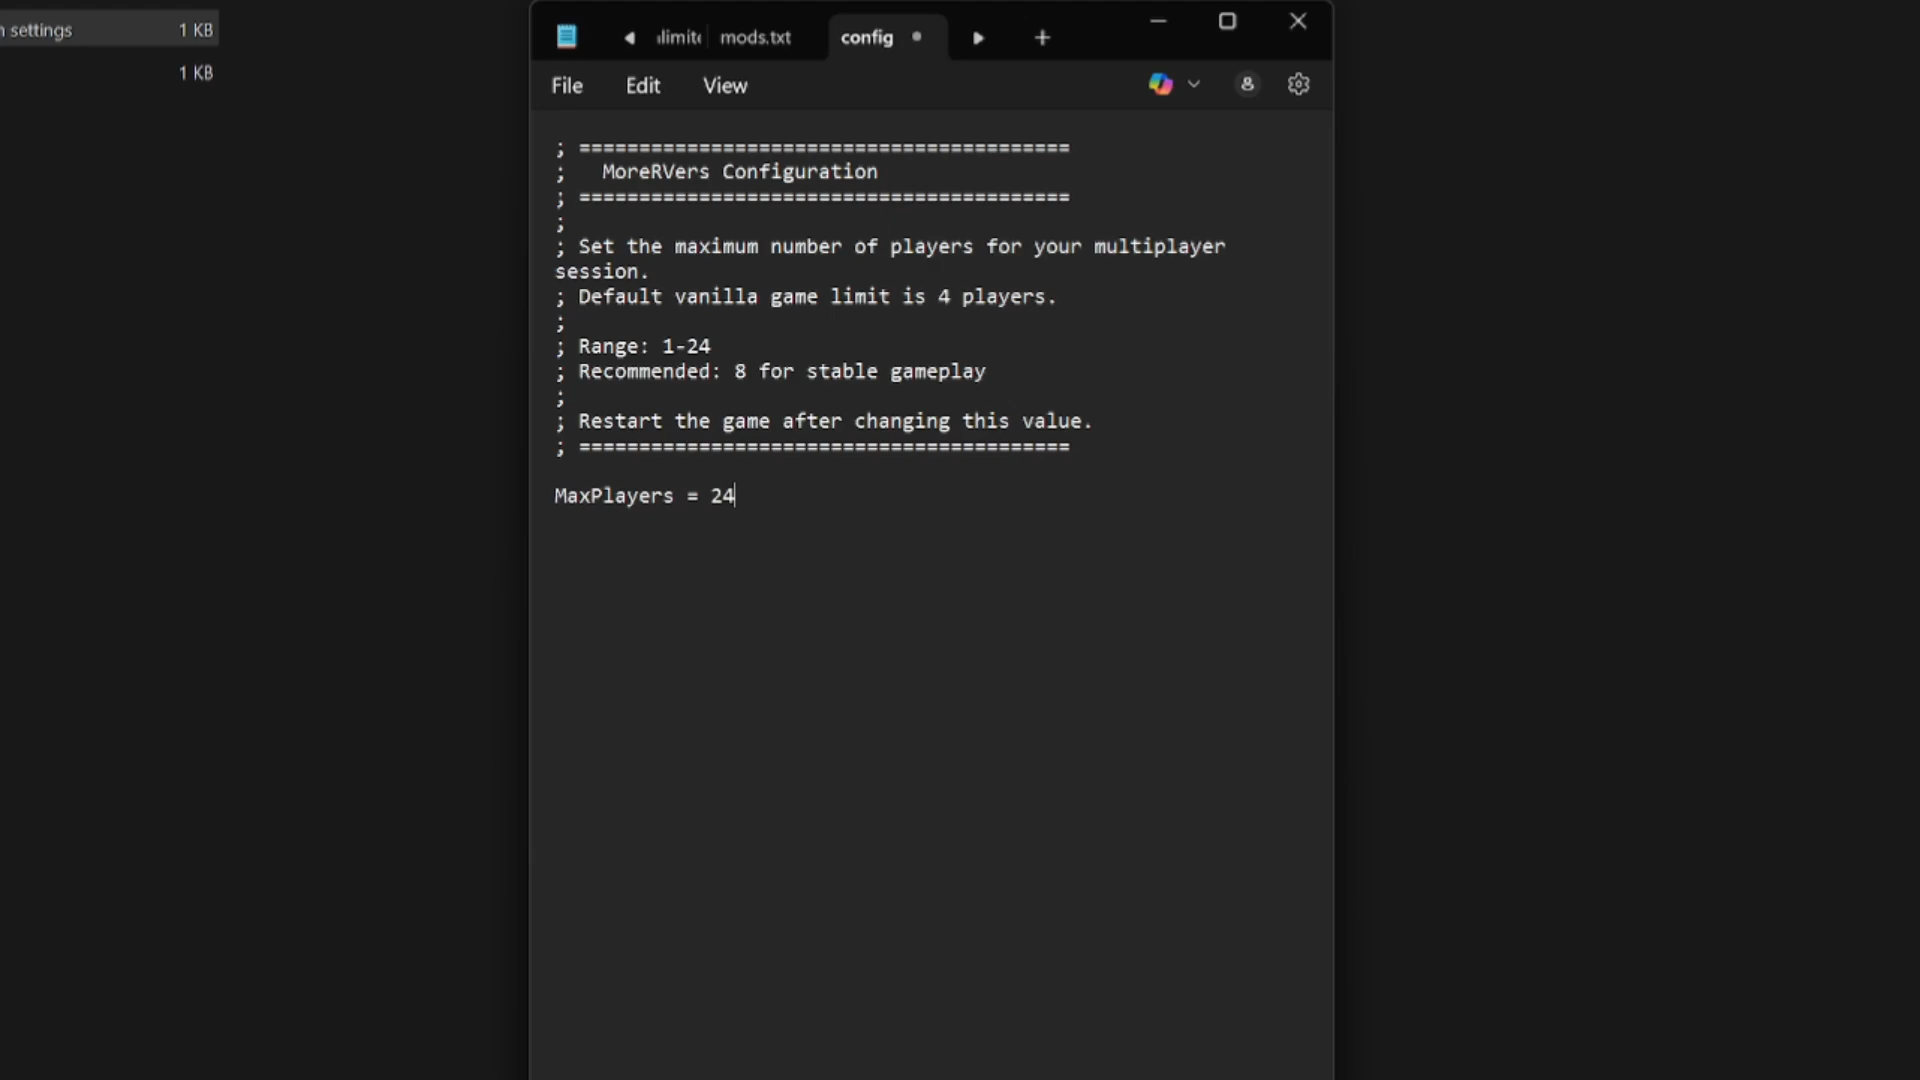 settings 1 KB
1 KB
mods.txt config
File Edit View
; =========================================
;   MoreRVers Configuration
; =========================================
;
; Set the maximum number of players for your multiplayer
session.
; Default vanilla game limit is 4 players.
;
; Range: 1-24
; Recommended: 8 for stable gameplay
;
; Restart the game after changing this value.
; =========================================
MaxPlayers = 24